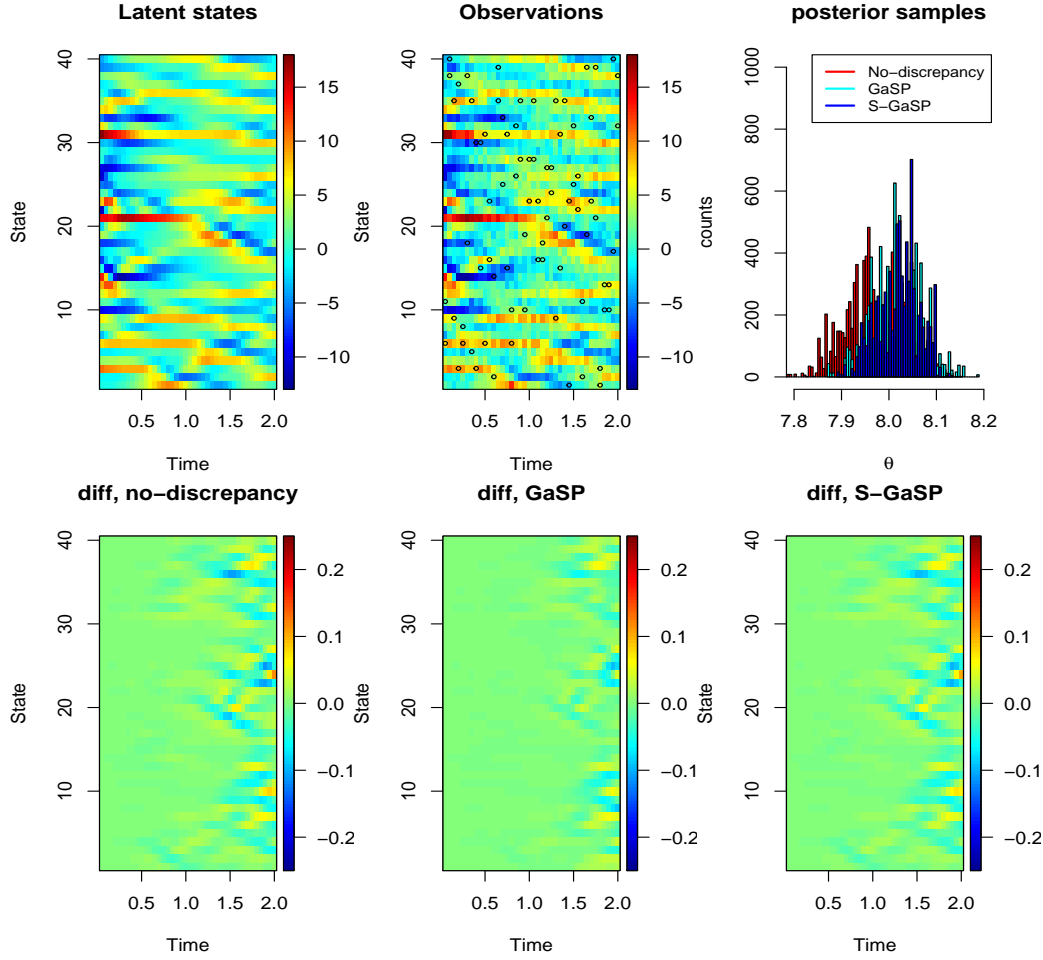 Latent states
Observations
posterior samples
40
30
20
10
State
0.5 1.0 1.5 2.0
Time
15
10
5
0
−5
−10
40
30
20
10
State
0.5 1.0 1.5 2.0
Time
15
10
5
0
−5
−10
1000
800
600
400
200
0
counts
No−discrepancy
GaSP
S−GaSP
7.8 7.9 8.0 8.1 8.2
θ
diff, no−discrepancy
diff, GaSP
diff, S−GaSP
40
30
20
10
State
0.5 1.0 1.5 2.0
Time
0.2
0.1
0.0
−0.1
−0.2
40
30
20
10
State
0.5 1.0 1.5 2.0
Time
0.2
0.1
0.0
−0.1
−0.2
40
30
20
10
State
0.5 1.0 1.5 2.0
Time
0.2
0.1
0.0
−0.1
−0.2